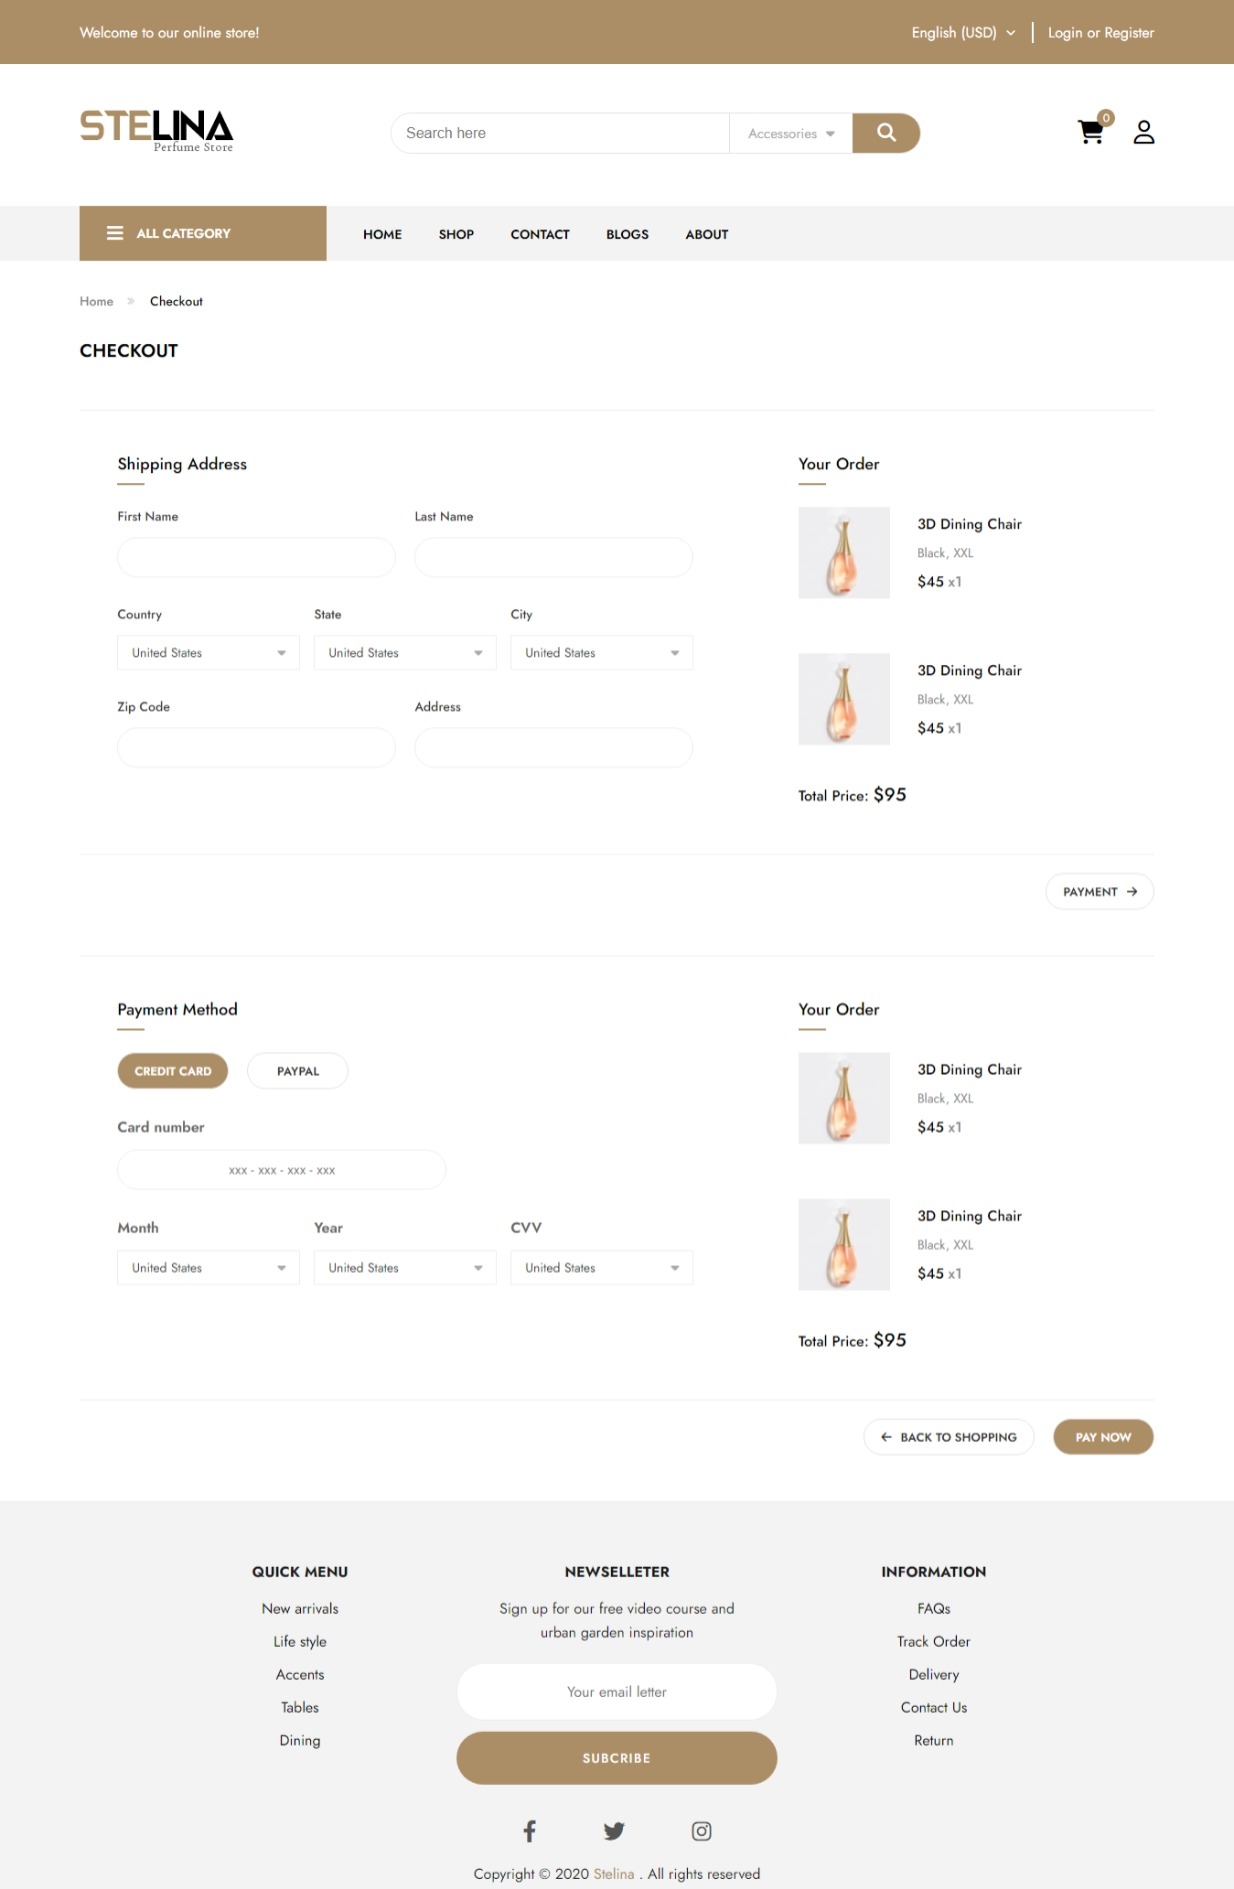 Welcome to our online store!
English (USD)
Login or Register
STELINA
Perfume Store
Search here
Accessories
0
ALL CATEGORY
HOME
SHOP
CONTACT
BLOGS
ABOUT
Home » Checkout
CHECKOUT
Shipping Address
First Name
Last Name
Country
State
City
United States
United States
United States
Zip Code
Address
Your Order
3D Dining Chair
Black, XXL
$45 x1
3D Dining Chair
Black, XXL
$45 x1
Total Price: $95
PAYMENT →
Payment Method
CREDIT CARD
PAYPAL
Card number
xxx - xxx - xxx - xxx
Month
Year
CVV
United States
United States
United States
Your Order
3D Dining Chair
Black, XXL
$45 x1
3D Dining Chair
Black, XXL
$45 x1
Total Price: $95
← BACK TO SHOPPING
PAY NOW
QUICK MENU
New arrivals
Life style
Accents
Tables
Dining
NEWSELLETER
Sign up for our free video course and
urban garden inspiration
Your email letter
SUBCRIBE
INFORMATION
FAQs
Track Order
Delivery
Contact Us
Return
Copyright © 2020 Stelina . All rights reserved